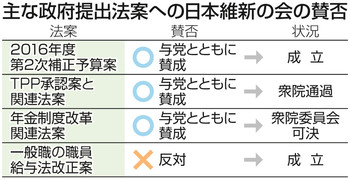 主な政府提出法案への日本維新の会の賛否
法案 賛否 状況
2016年度
第2次補正予算案
与党とともに
賛成
成立
TPP承認案と
関連法案
与党とともに
賛成
衆院通過
年金制度改革
関連法案
与党とともに
賛成
衆院委員会
可決
一般職の職員
給与法改正案
反対
成立